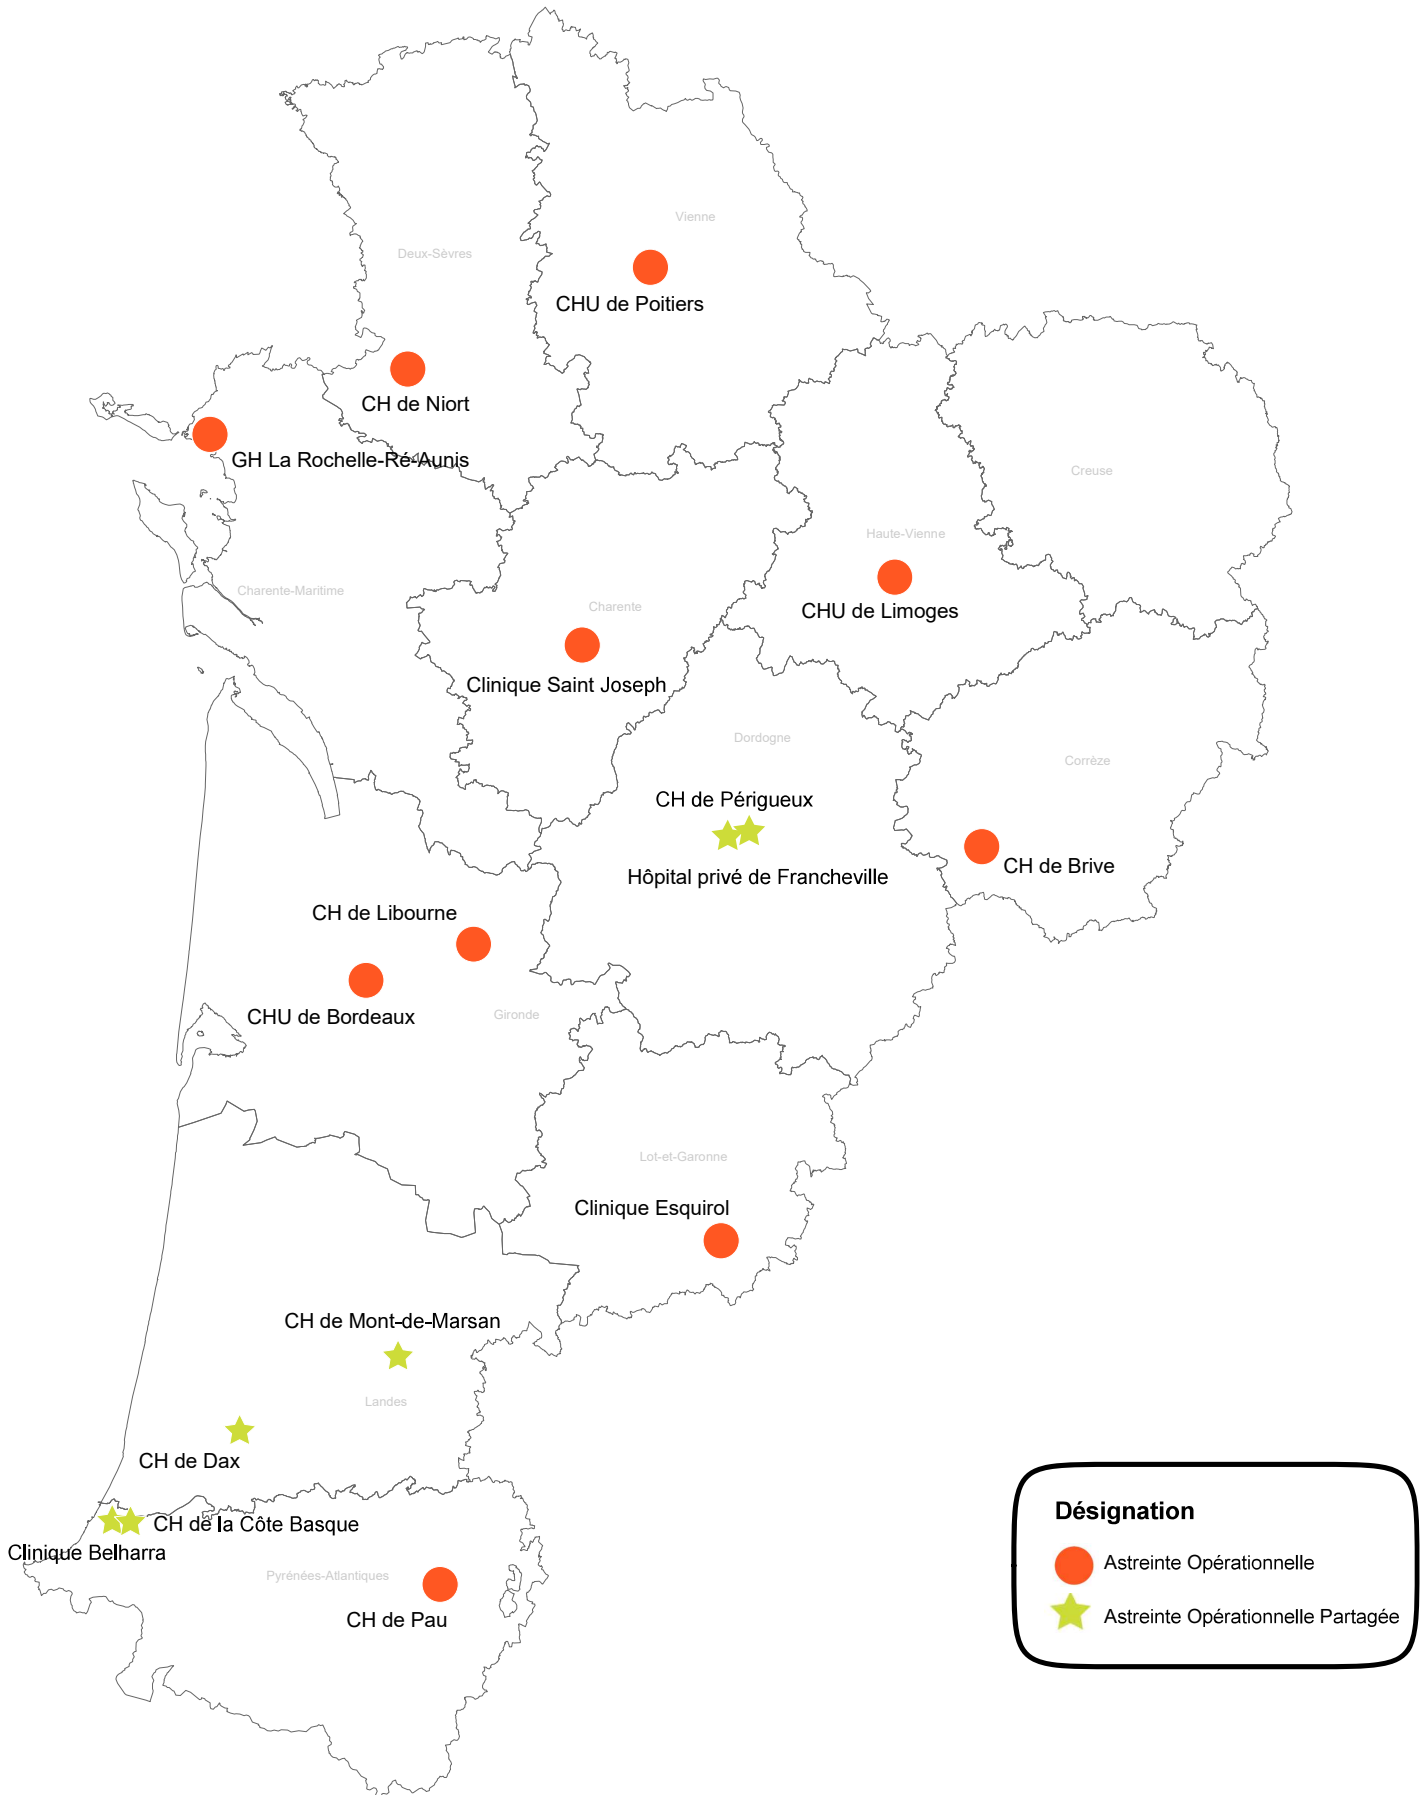 Vienne
Deux-Sèvres
CHU de Poitiers
CH de Niort
GH La Rochelle-Ré-Aunis
Creuse
Haute-Vienne
Charente-Maritime
Charente
CHU de Limoges
Clinique Saint Joseph
Dordogne
Corrèze
CH de Périgueux
CH de Brive
Hôpital privé de Francheville
CH de Libourne
CHU de Bordeaux
Gironde
Lot-et-Garonne
Clinique Esquirol
CH de Mont-de-Marsan
Landes
CH de Dax
CH de la Côte Basque
Clinique Belharra
Pyrénées-Atlantiques
CH de Pau
Désignation
Astreinte Opérationnelle
Astreinte Opérationnelle Partagée